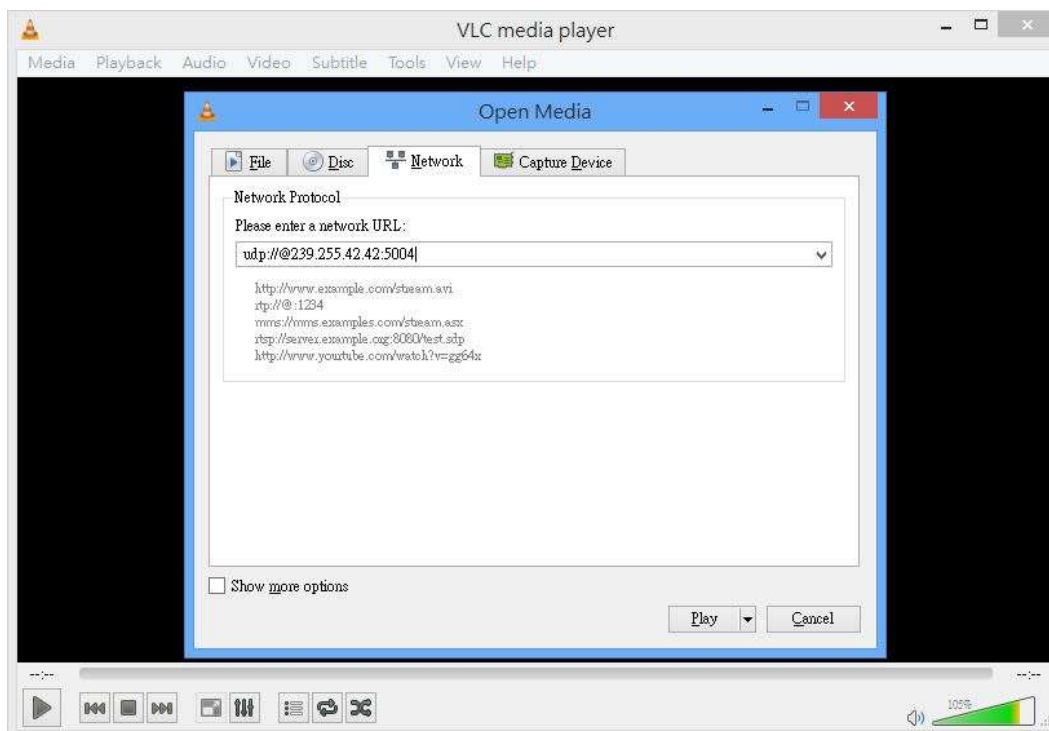 VLC media player
Media Playback Audio Video Subtitle Tools View Help
Open Media
File Disc Network Capture Device
Network Protocol
Please enter a network URL:
udp://@239.255.42.42:5004
http://www.example.com/stream.avi
rtp://@:1234
mms://mms.examples.com/stream.asx
rtsp://server.example.org:8080/test.sdp
http://www.youtube.com/watch?v=gg64x
Show more options
Play Cancel
--:-- --:--
105%